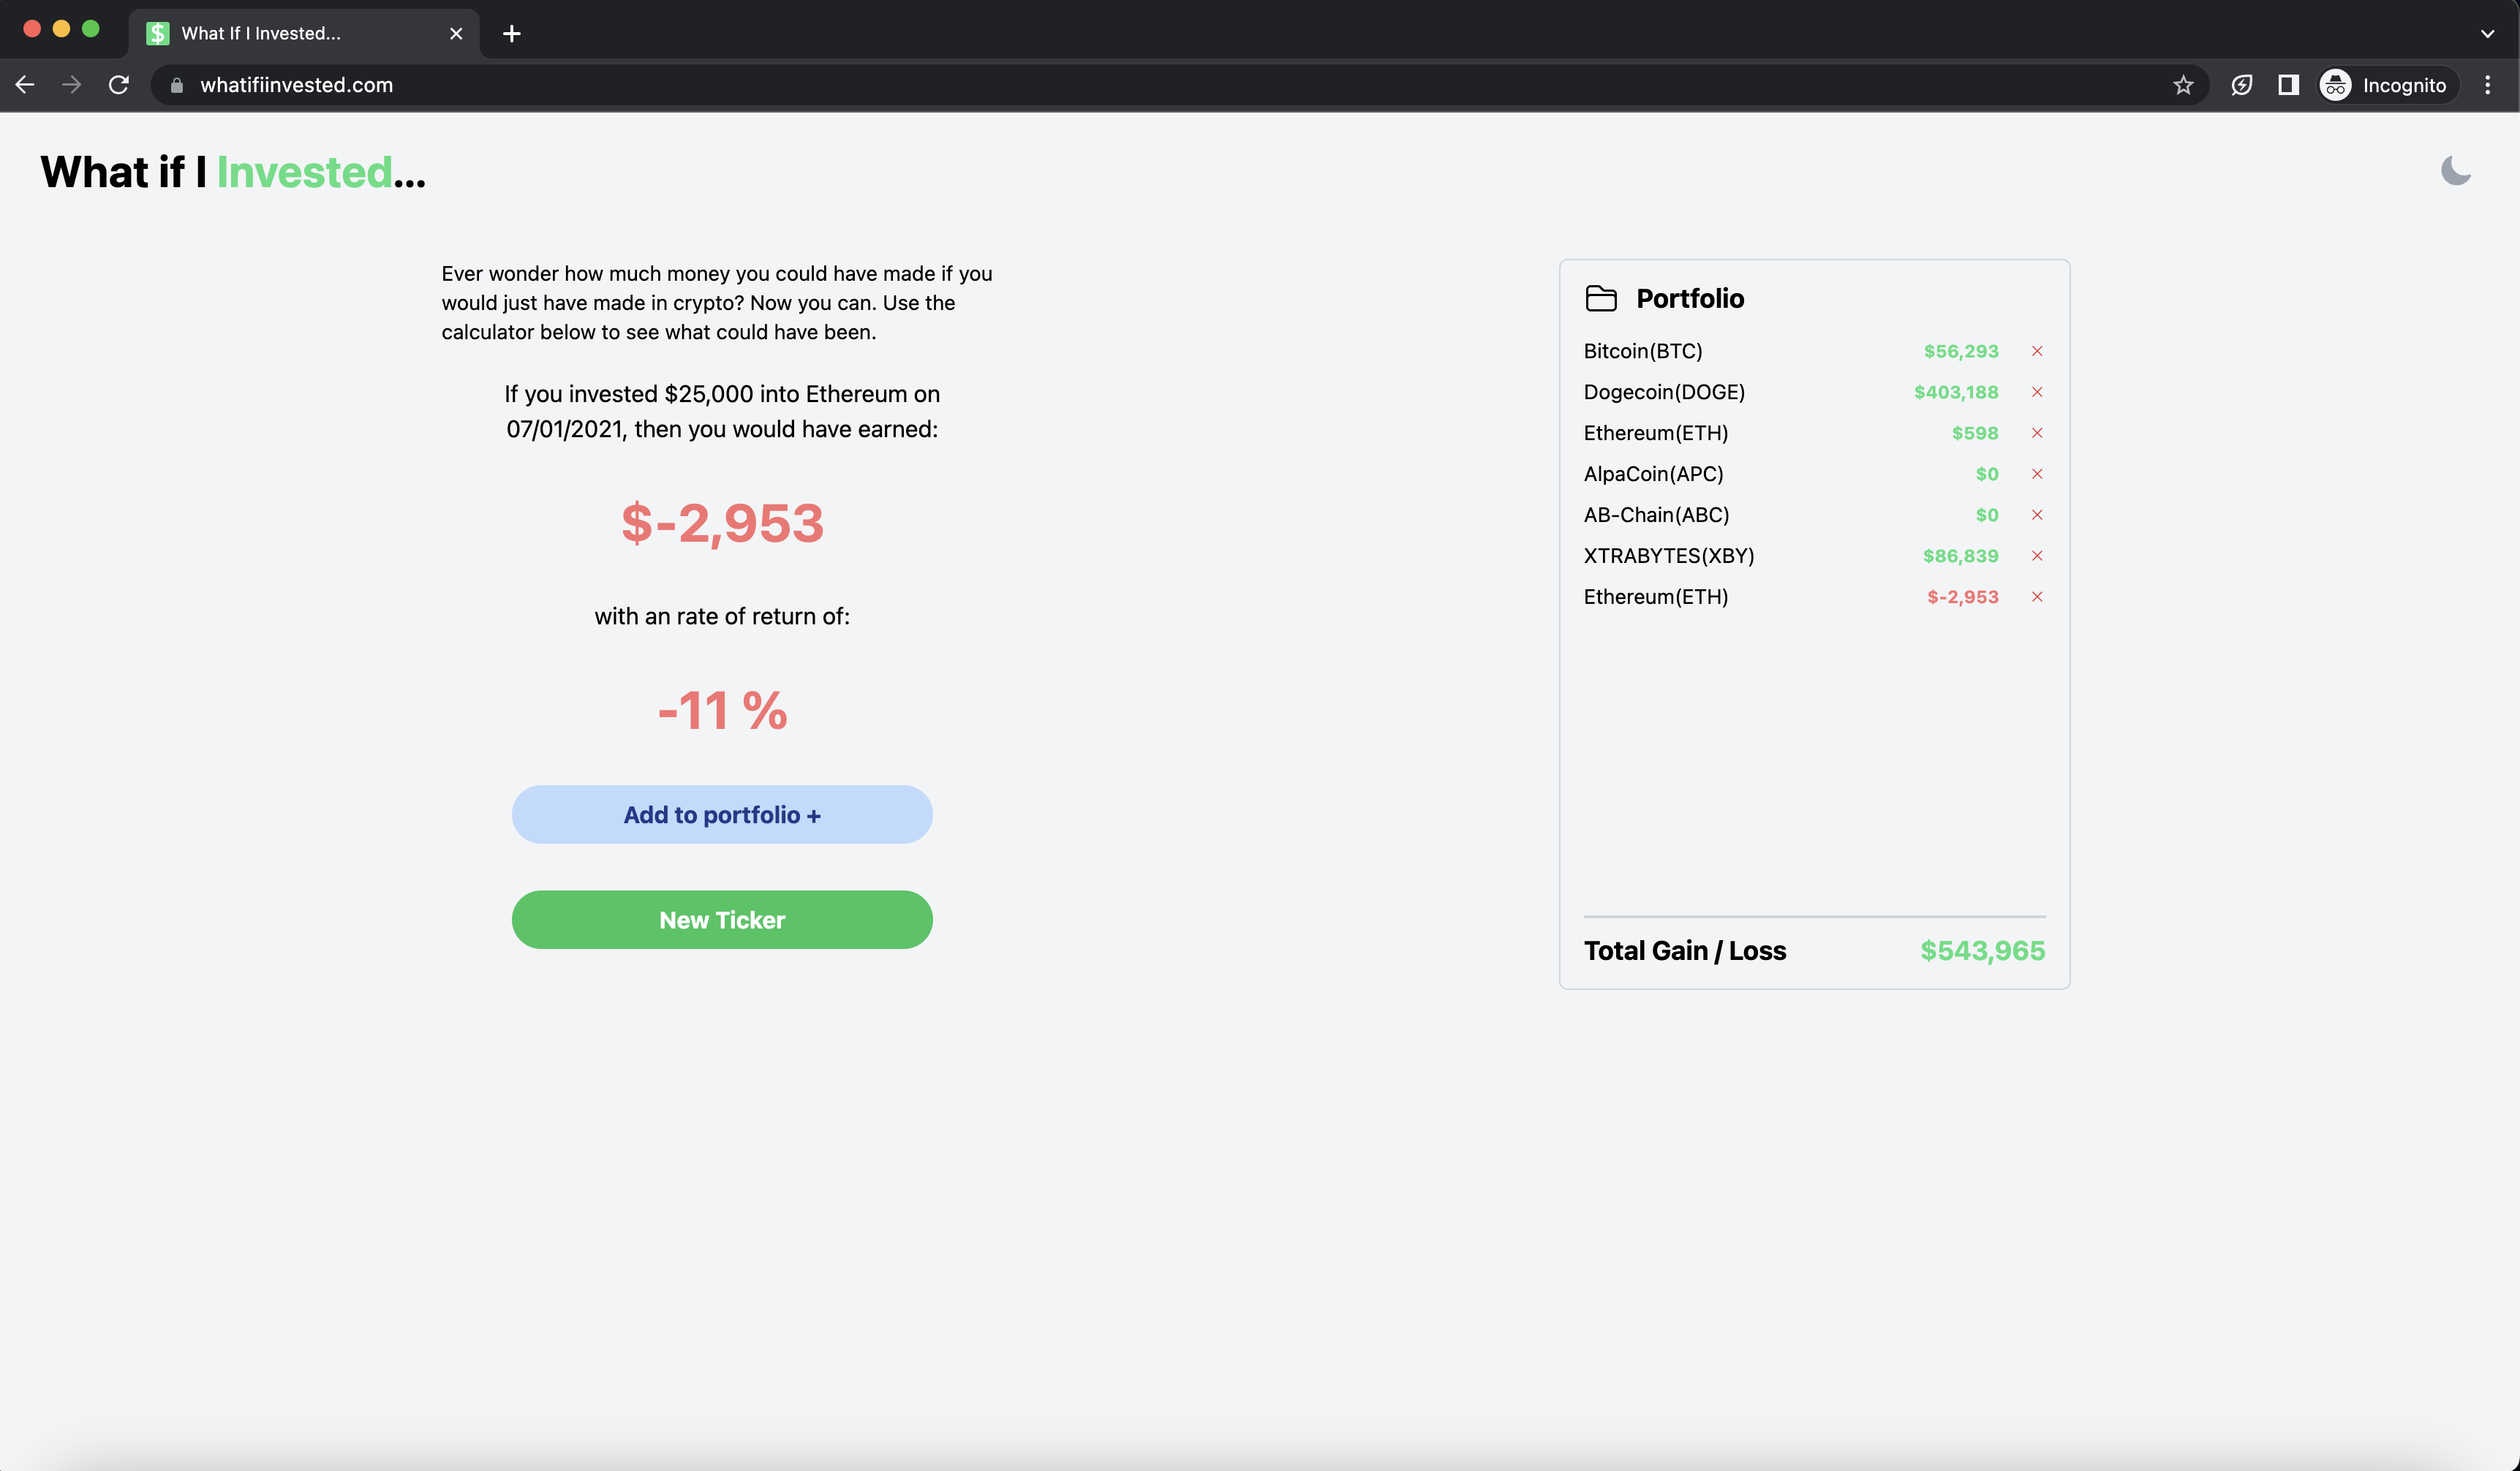 What If I Invested...
whatifiinvested.com
Incognito
What if I Invested...
Ever wonder how much money you could have made if you
would just have made in crypto? Now you can. Use the
calculator below to see what could have been.
If you invested $25,000 into Ethereum on
07/01/2021, then you would have earned:
$-2,953
with an rate of return of:
-11 %
Add to portfolio +
New Ticker
Portfolio
Bitcoin(BTC) $56,293
Dogecoin(DOGE) $403,188
Ethereum(ETH) $598
AlpaCoin(APC) $0
AB-Chain(ABC) $0
XTRABYTES(XBY) $86,839
Ethereum(ETH) $-2,953
Total Gain / Loss $543,965